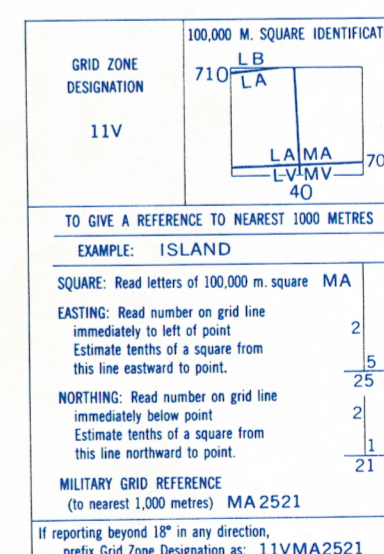 100,000 M. SQUARE IDENTIFICAT
GRID ZONE
DESIGNATION
11V
LB
710
LA
LA MA
70
LV MV
40
TO GIVE A REFERENCE TO NEAREST 1000 METRES
EXAMPLE: ISLAND
SQUARE: Read letters of 100,000 m. square MA
EASTING: Read number on grid line
immediately to left of point 2
Estimate tenths of a square from
this line eastward to point. 5
25
NORTHING: Read number on grid line
immediately below point 2
Estimate tenths of a square from
this line northward to point. 1
21
MILITARY GRID REFERENCE
(to nearest 1,000 metres) MA2521
If reporting beyond 18° in any direction,
prefix Grid Zone Designation as: 11VMA2521